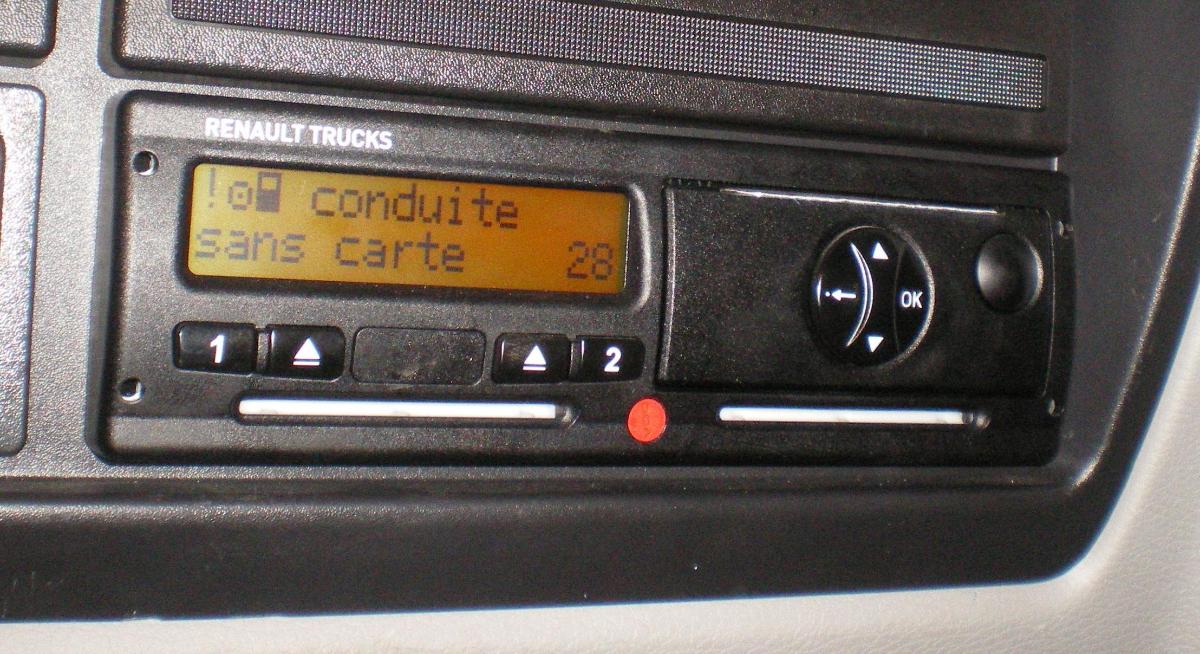 RENAULT TRUCKS
! conduite
sans carte 28
1 2
OK